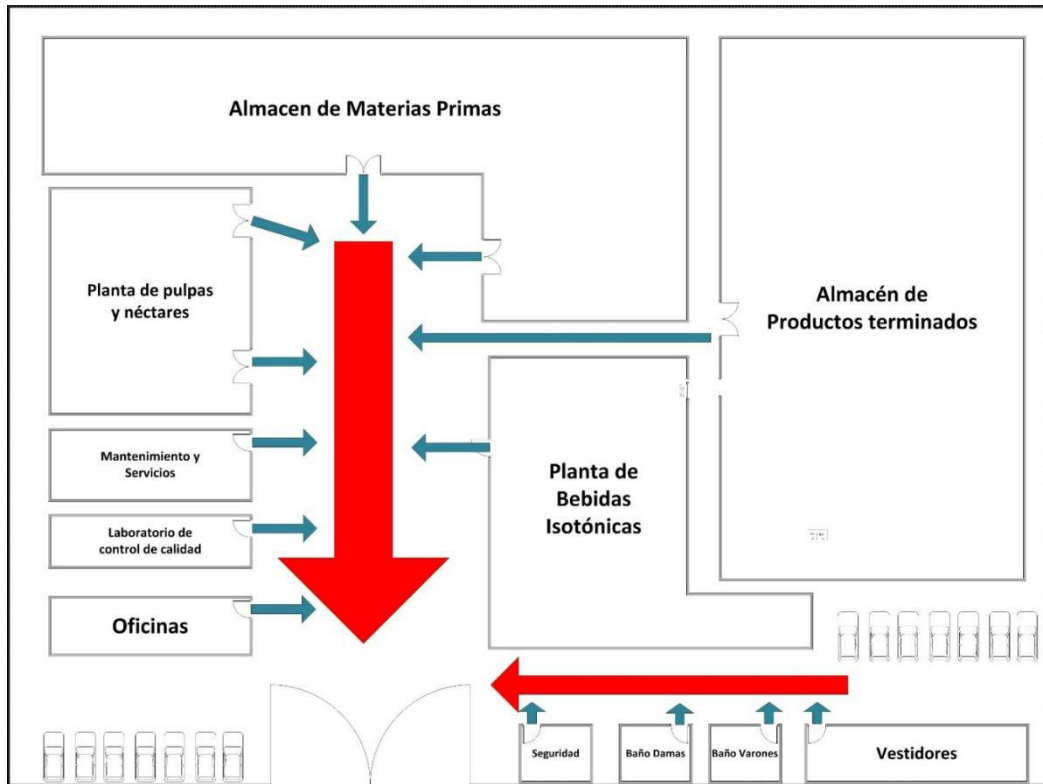 Almacen de Materias Primas
Planta de pulpas
y néctares
Almacén de
Productos terminados
Mantenimiento y
Servicios
Planta de
Bebidas
Isotónicas
Laboratorio de
control de calidad
Oficinas
Seguridad
Baño Damas
Baño Varones
Vestidores